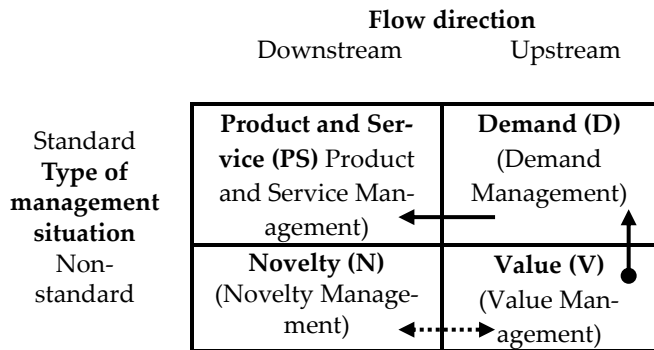 Flow direction
Downstream Upstream
Standard
Type of
management
situation
Non-
standard
Product and Ser-
vice (PS) Product
and Service Man-
agement)
Demand (D)
(Demand
Management)
Novelty (N)
(Novelty Manage-
ment)
Value (V)
(Value Man-
agement)